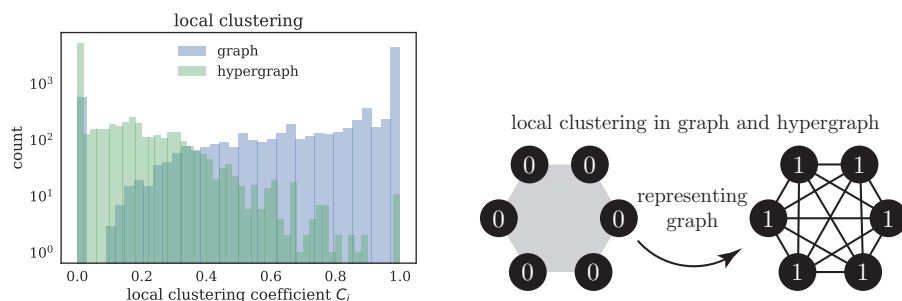 local clustering
graph
hypergraph
10³
10²
10¹
10⁰
count
0.0 0.2 0.4 0.6 0.8 1.0
local clustering coefficient Cᵢ
local clustering in graph and hypergraph
0 0
0 0
0 0
representing
graph
1 1
1 1
1 1